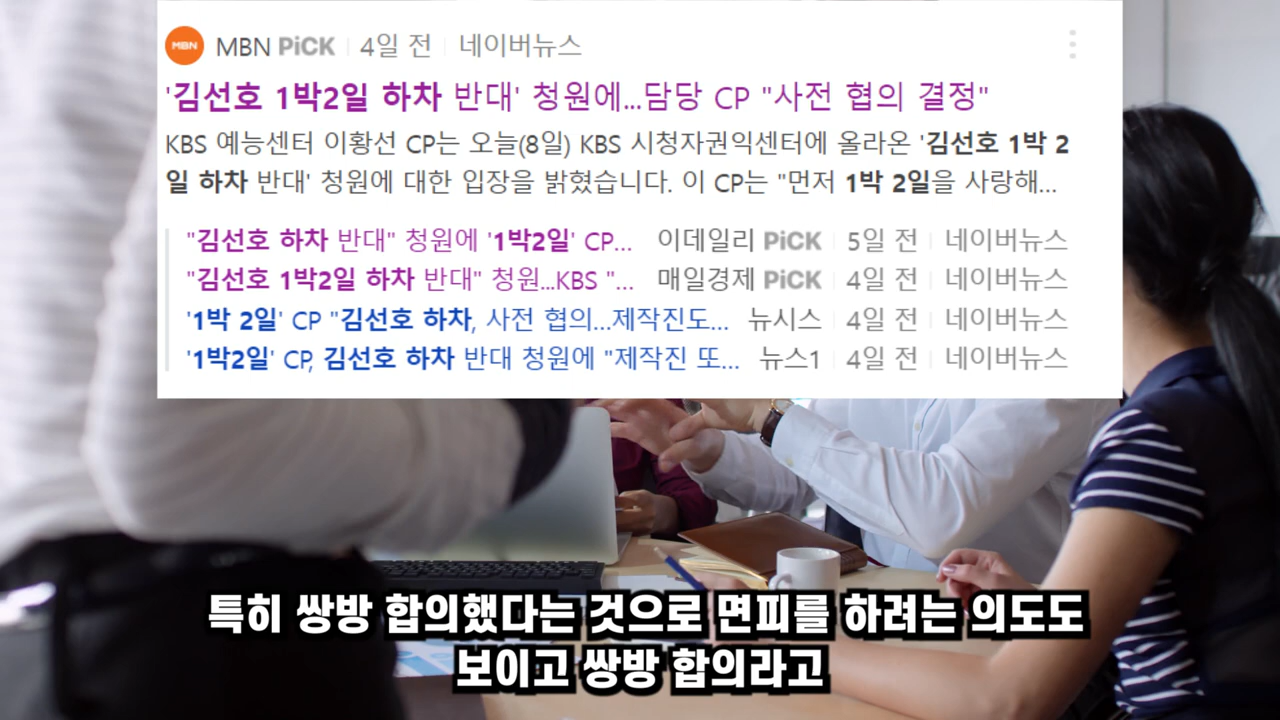 MBN MBN PiCK 4일 전 네이버뉴스
'김선호 1박2일 하차 반대' 청원에...담당 CP "사전 협의 결정"
KBS 예능센터 이황선 CP는 오늘(8일) KBS 시청자권익센터에 올라온 '김선호 1박 2
일 하차 반대' 청원에 대한 입장을 밝혔습니다. 이 CP는 "먼저 1박 2일을 사랑해...
"김선호 하차 반대" 청원에 '1박2일' CP... 이데일리 PiCK 5일 전 네이버뉴스
"김선호 1박2일 하차 반대" 청원...KBS "... 매일경제 PiCK 4일 전 네이버뉴스
'1박 2일' CP "김선호 하차, 사전 협의...제작진도... 뉴시스 4일 전 네이버뉴스
'1박2일' CP, 김선호 하차 반대 청원에 "제작진 또... 뉴스1 4일 전 네이버뉴스
특히 쌍방 합의했다는 것으로 면피를 하려는 의도도
보이고 쌍방 합의라고